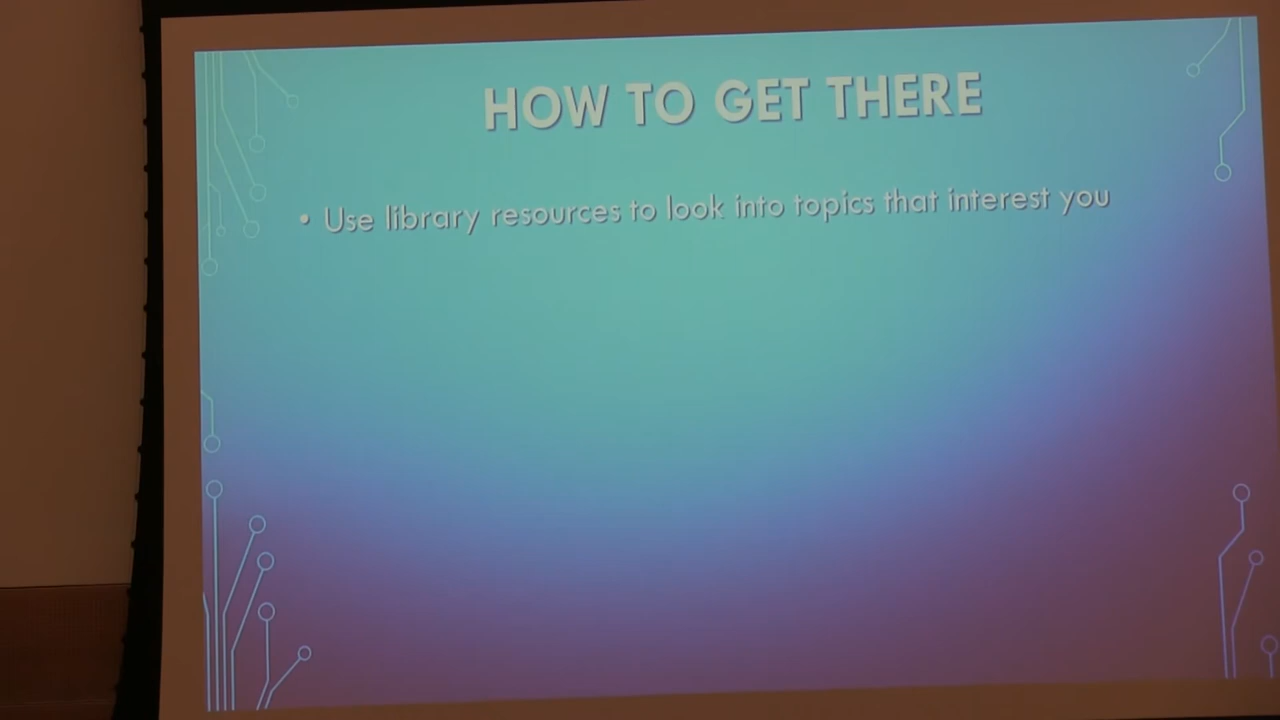 HOW TO GET THERE
• Use library resources to look into topics that interest you